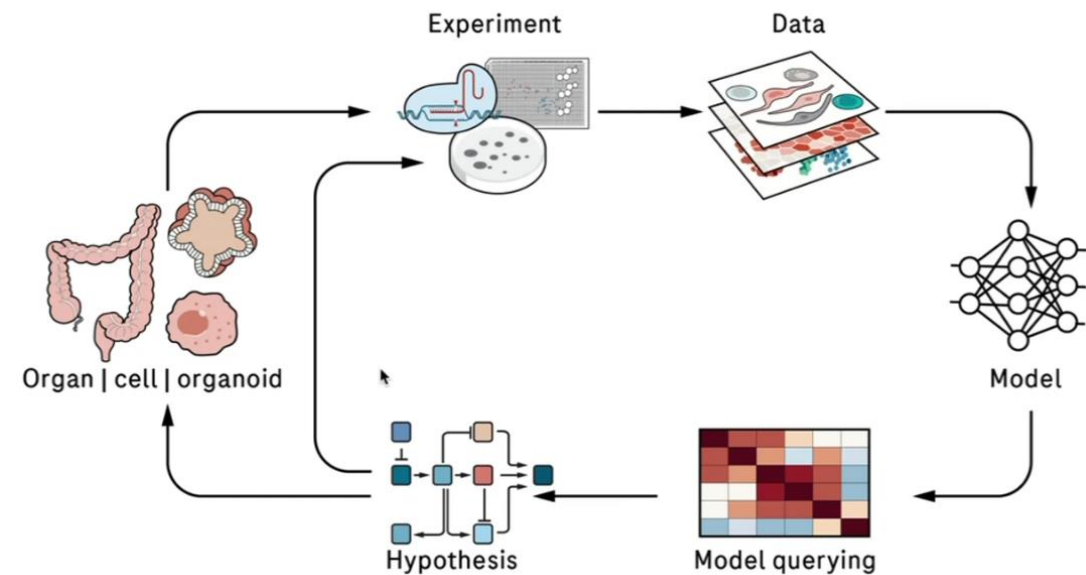 Experiment
Data
Organ | cell | organoid
Model
Hypothesis
Model querying